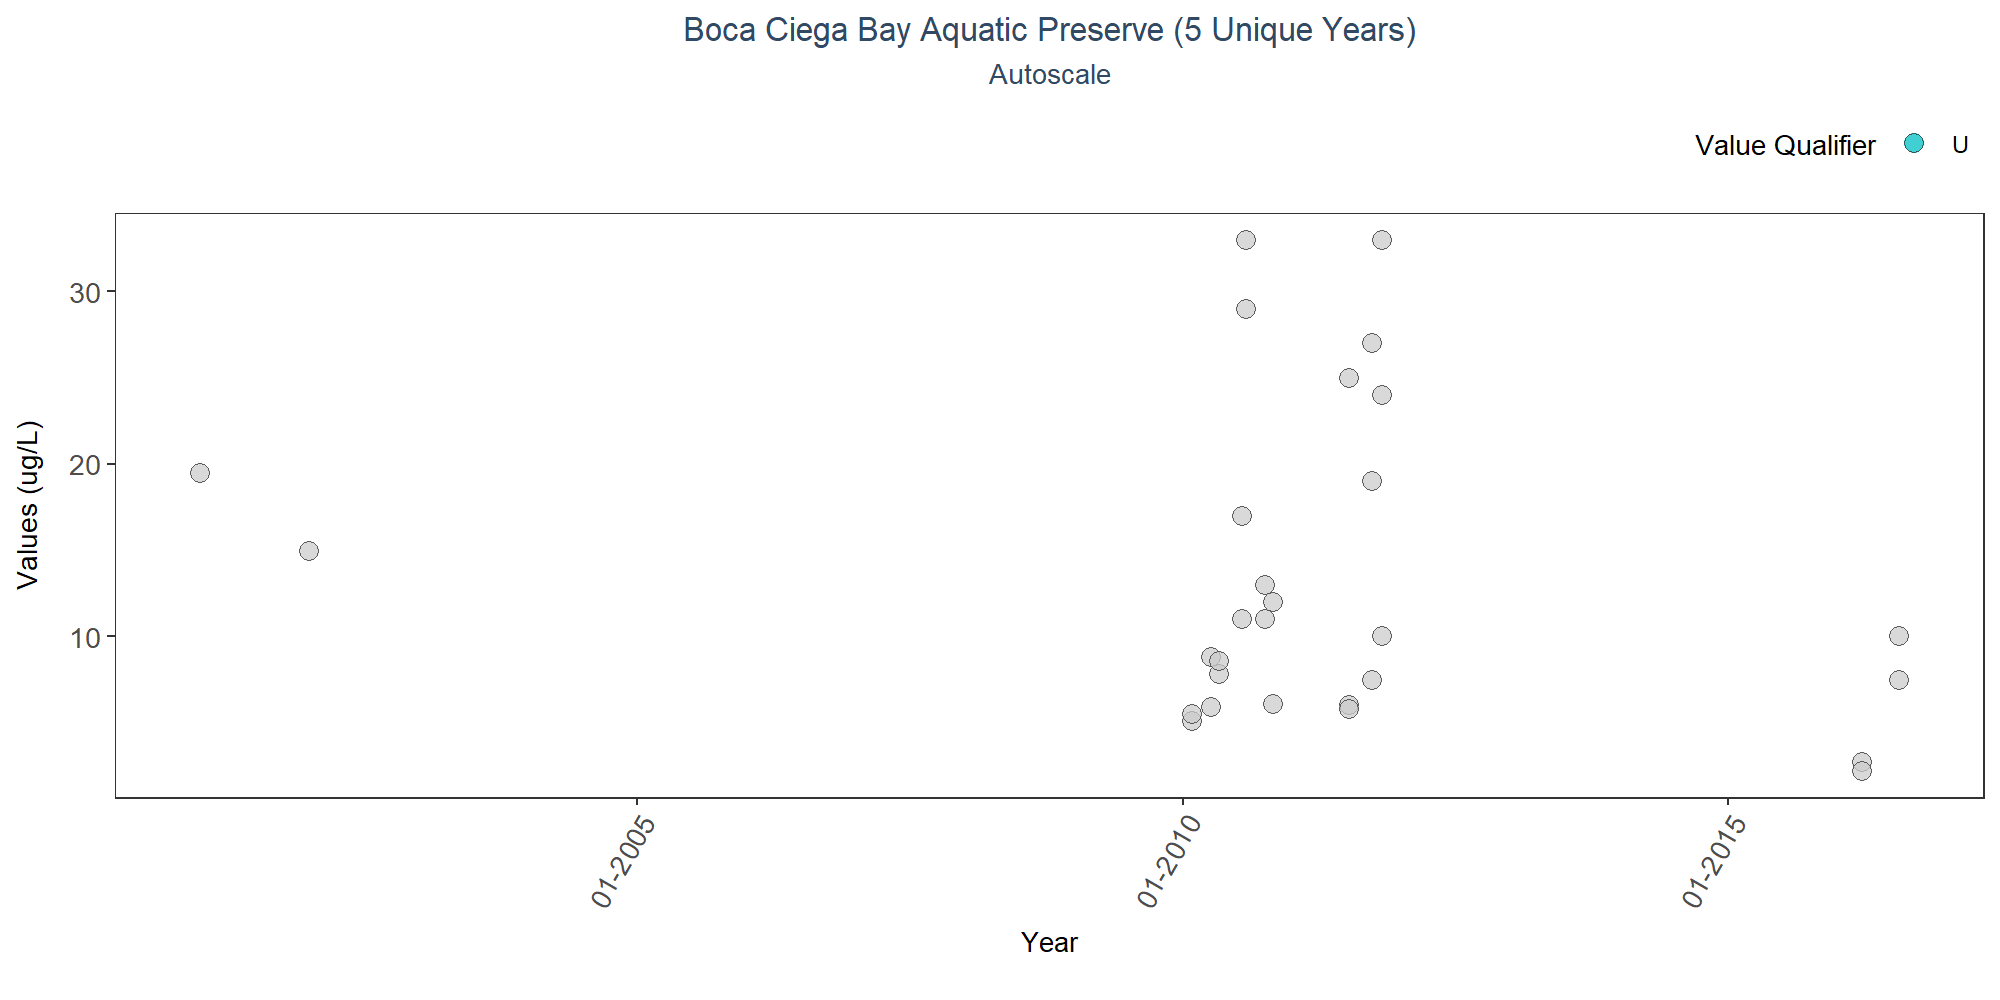 Boca Ciega Bay Aquatic Preserve (5 Unique Years)
Autoscale
Value Qualifier U
Values (ug/L)
30
20
10
01-2005
01-2010
01-2015
Year